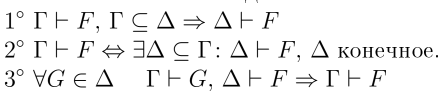 1° Γ ⊢ F, Γ ⊆ Δ ⇒ Δ ⊢ F
2° Γ ⊢ F ⇔ ∃Δ ⊆ Γ: Δ ⊢ F, Δ конечное.
3° ∀G ∈ Δ Γ ⊢ G, Δ ⊢ F ⇒ Γ ⊢ F